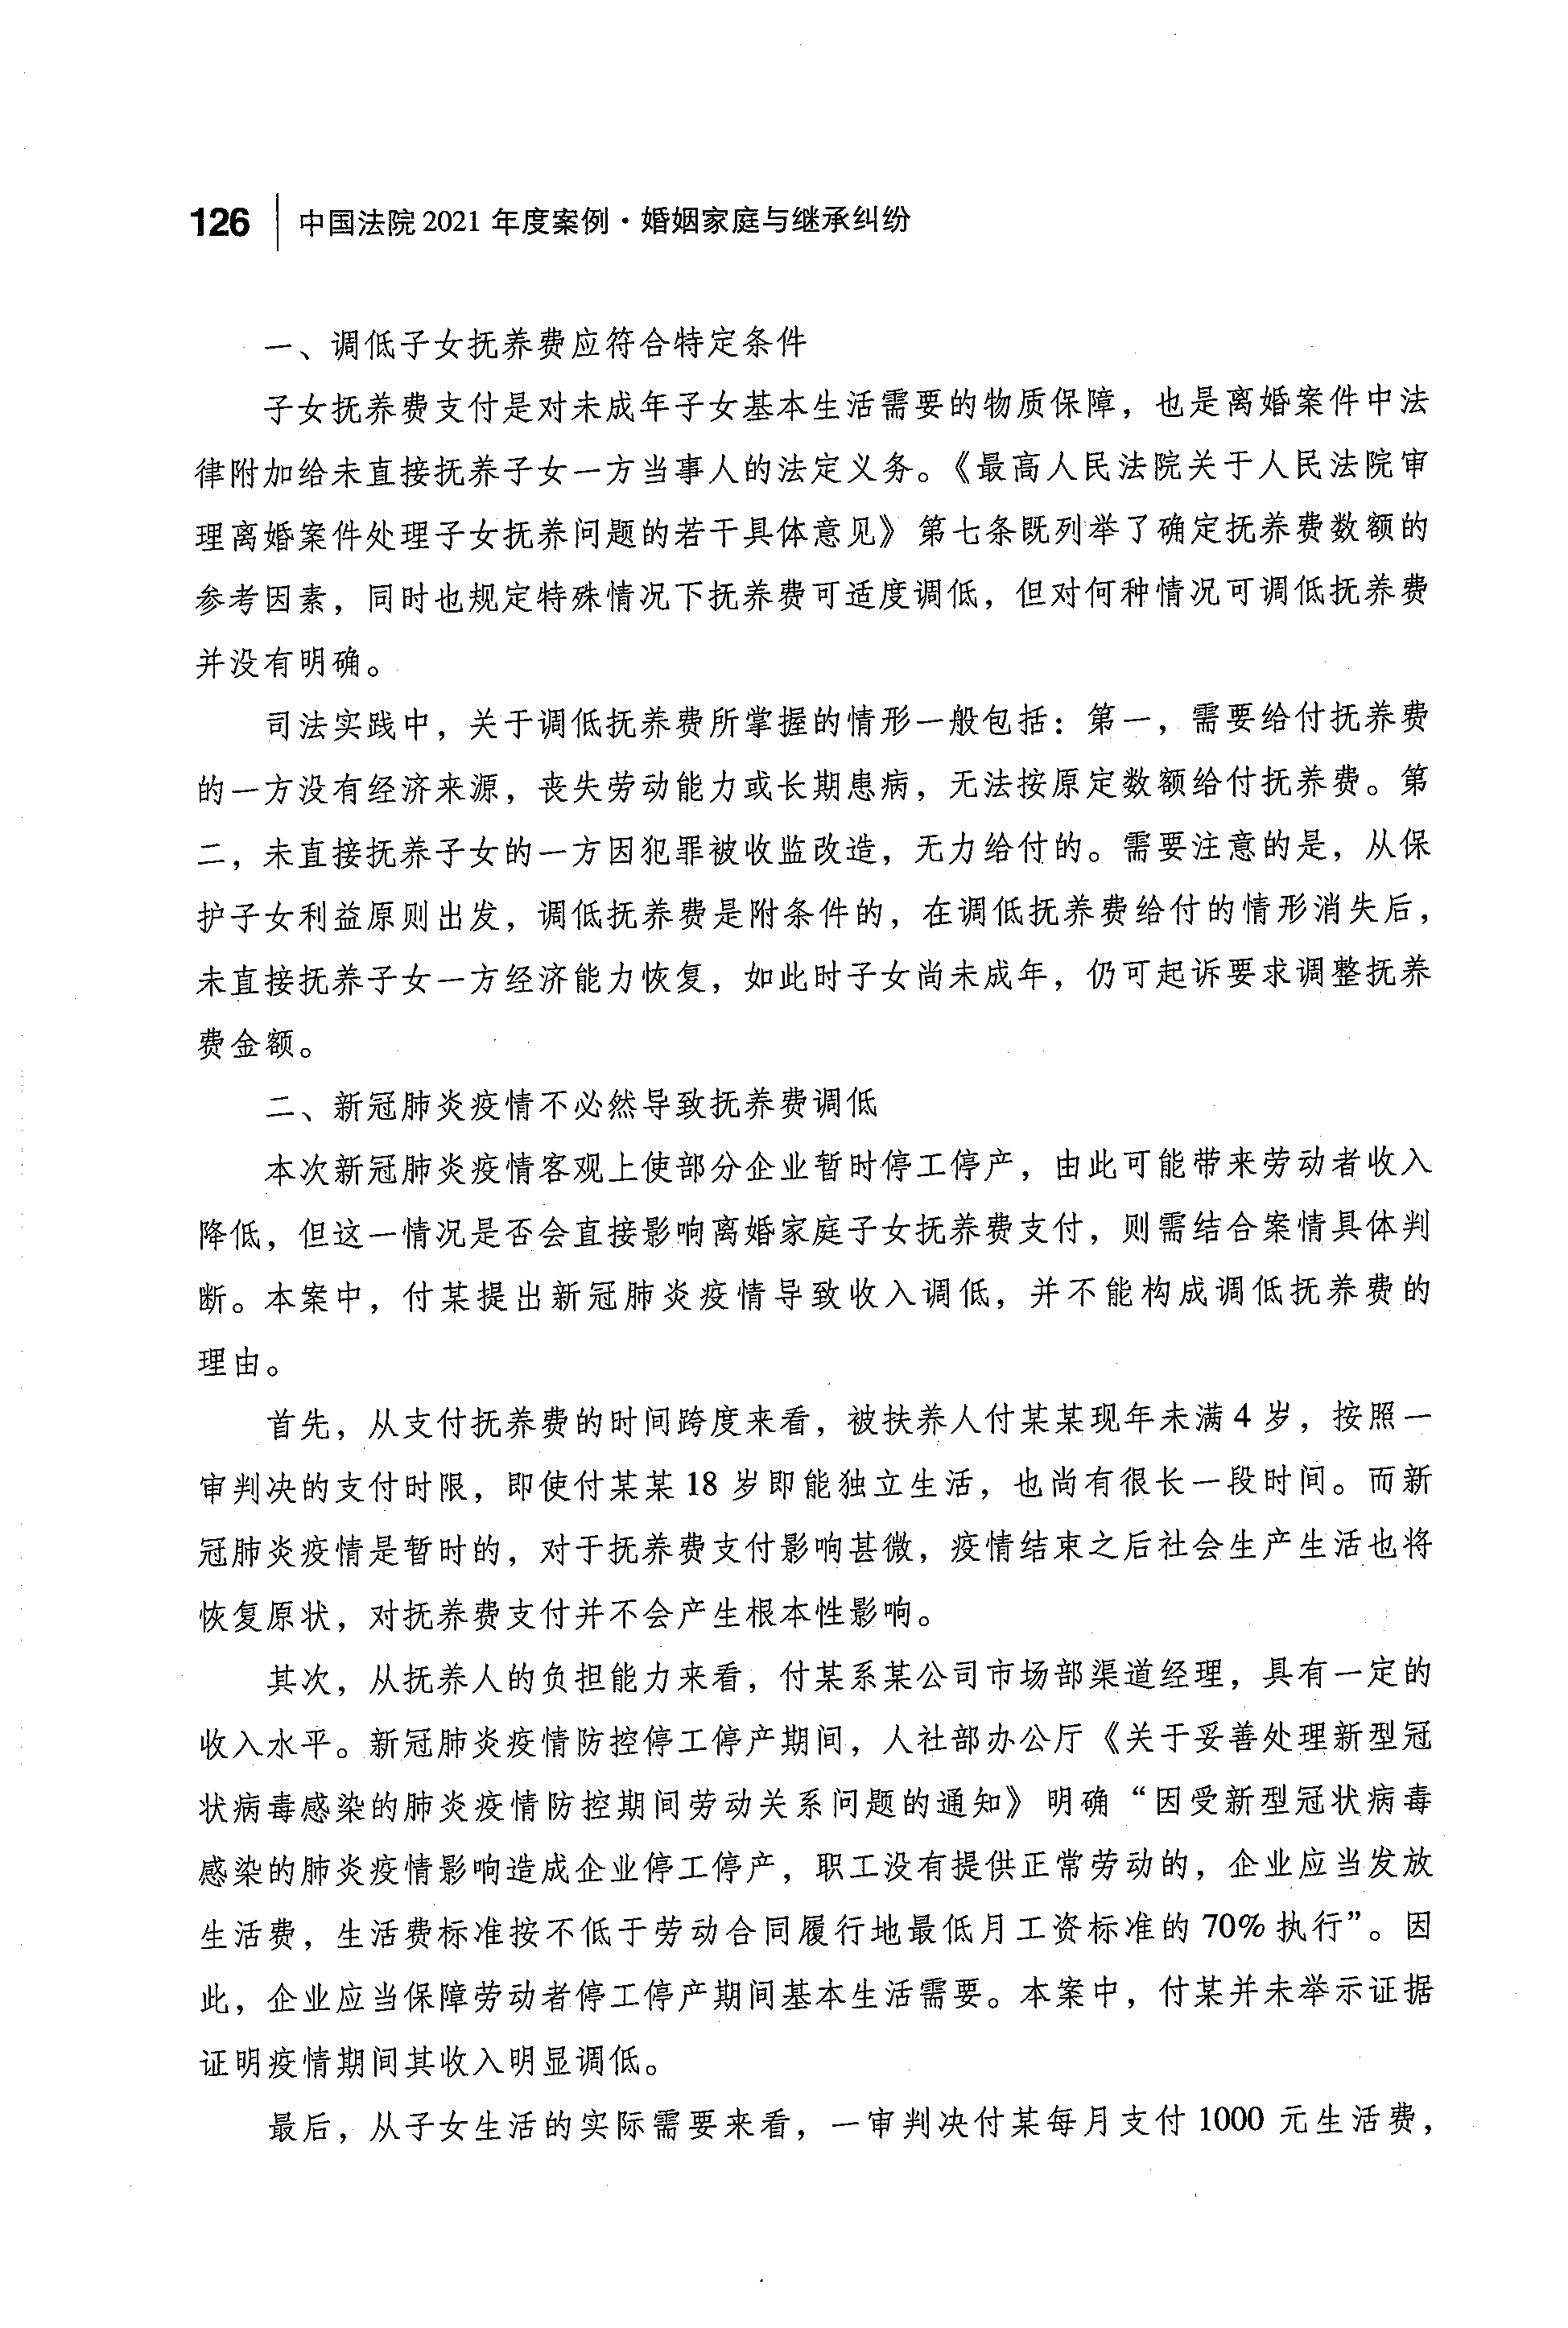 126 中国法院2021年度案例·婚姻家庭与继承纠纷
一、调低子女抚养费应符合特定条件
子女抚养费支付是对未成年子女基本生活需要的物质保障，也是离婚案件中法
律附加给未直接抚养子女一方当事人的法定义务。《最高人民法院关于人民法院审
理离婚案件处理子女抚养问题的若干具体意见》第七条既列举了确定抚养费数额的
参考因素，同时也规定特殊情况下抚养费可适度调低，但对何种情况可调低抚养费
并没有明确。
司法实践中，关于调低抚养费所掌握的情形一般包括：第一，需要给付抚养费
的一方没有经济来源，丧失劳动能力或长期患病，无法按原定数额给付抚养费。第
二，未直接抚养子女的一方因犯罪被收监改造，无力给付的。需要注意的是，从保
护子女利益原则出发，调低抚养费是附条件的，在调低抚养费给付的情形消失后，
未直接抚养子女一方经济能力恢复，如此时子女尚未成年，仍可起诉要求调整抚养
费金额。
二、新冠肺炎疫情不必然导致抚养费调低
本次新冠肺炎疫情客观上使部分企业暂时停工停产，由此可能带来劳动者收入
降低，但这一情况是否会直接影响离婚家庭子女抚养费支付，则需结合案情具体判
断。本案中，付某提出新冠肺炎疫情导致收入调低，并不能构成调低抚养费的
理由。
首先，从支付抚养费的时间跨度来看，被扶养人付某某现年未满4岁，按照一
审判决的支付时限，即使付某某18岁即能独立生活，也尚有很长一段时间。而新
冠肺炎疫情是暂时的，对于抚养费支付影响甚微，疫情结束之后社会生产生活也将
恢复原状，对抚养费支付并不会产生根本性影响。
其次，从抚养人的负担能力来看，付某系某公司市场部渠道经理，具有一定的
收入水平。新冠肺炎疫情防控停工停产期间，人社部办公厅《关于妥善处理新型冠
状病毒感染的肺炎疫情防控期间劳动关系问题的通知》明确“因受新型冠状病毒
感染的肺炎疫情影响造成企业停工停产，职工没有提供正常劳动的，企业应当发放
生活费，生活费标准按不低于劳动合同履行地最低月工资标准的70%执行”。因
此，企业应当保障劳动者停工停产期间基本生活需要。本案中，付某并未举示证据
证明疫情期间其收入明显调低。
最后，从子女生活的实际需要来看，一审判决付某每月支付1000元生活费，